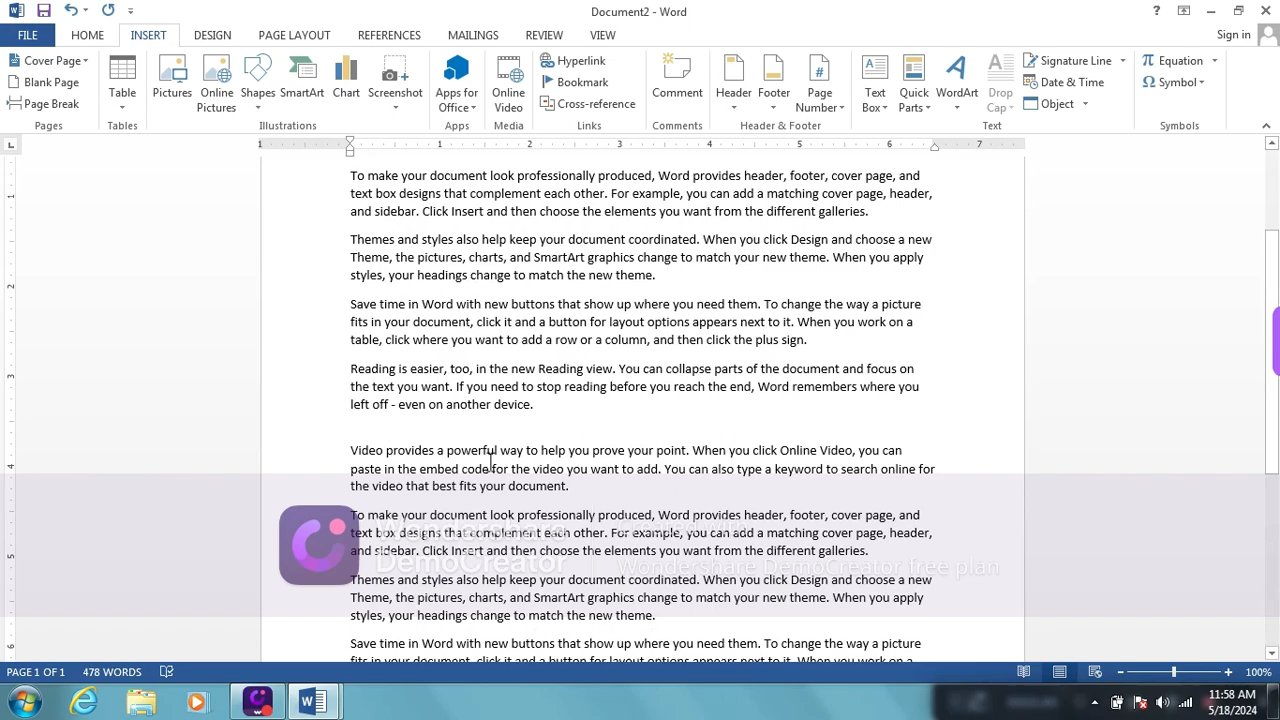 Document2 - Word
FILE HOME INSERT DESIGN PAGE LAYOUT REFERENCES MAILINGS REVIEW VIEW Sign in
Cover Page
Blank Page
Page Break
Pages
Table
Tables
Pictures
Online Pictures
Shapes
SmartArt
Chart
Screenshot
Illustrations
Apps for Office
Apps
Online Video
Media
Hyperlink
Bookmark
Cross-reference
Links
Comment
Comments
Header
Footer
Page Number
Header & Footer
Text Box
Quick Parts
WordArt
Drop Cap
Signature Line
Date & Time
Object
Text
Equation
Symbol
Symbols
1 1 2 3 4 5 6 7
1
2
3
4
5
6
To make your document look professionally produced, Word provides header, footer, cover page, and
text box designs that complement each other. For example, you can add a matching cover page, header,
and sidebar. Click Insert and then choose the elements you want from the different galleries.
Themes and styles also help keep your document coordinated. When you click Design and choose a new
Theme, the pictures, charts, and SmartArt graphics change to match your new theme. When you apply
styles, your headings change to match the new theme.
Save time in Word with new buttons that show up where you need them. To change the way a picture
fits in your document, click it and a button for layout options appears next to it. When you work on a
table, click where you want to add a row or a column, and then click the plus sign.
Reading is easier, too, in the new Reading view. You can collapse parts of the document and focus on
the text you want. If you need to stop reading before you reach the end, Word remembers where you
left off - even on another device.
Video provides a powerful way to help you prove your point. When you click Online Video, you can
paste in the embed code for the video you want to add. You can also type a keyword to search online for
the video that best fits your document.
To make your document look professionally produced, Word provides header, footer, cover page, and
text box designs that complement each other. For example, you can add a matching cover page, header,
and sidebar. Click Insert and then choose the elements you want from the different galleries.
Themes and styles also help keep your document coordinated. When you click Design and choose a new
Theme, the pictures, charts, and SmartArt graphics change to match your new theme. When you apply
styles, your headings change to match the new theme.
Save time in Word with new buttons that show up where you need them. To change the way a picture
fits in your document, click it and a button for layout options appears next to it. When you work on a
Wondershare
DemoCreator
Created with
Wondershare DemoCreator free plan
PAGE 1 OF 1 478 WORDS 100%
11:58 AM
5/18/2024